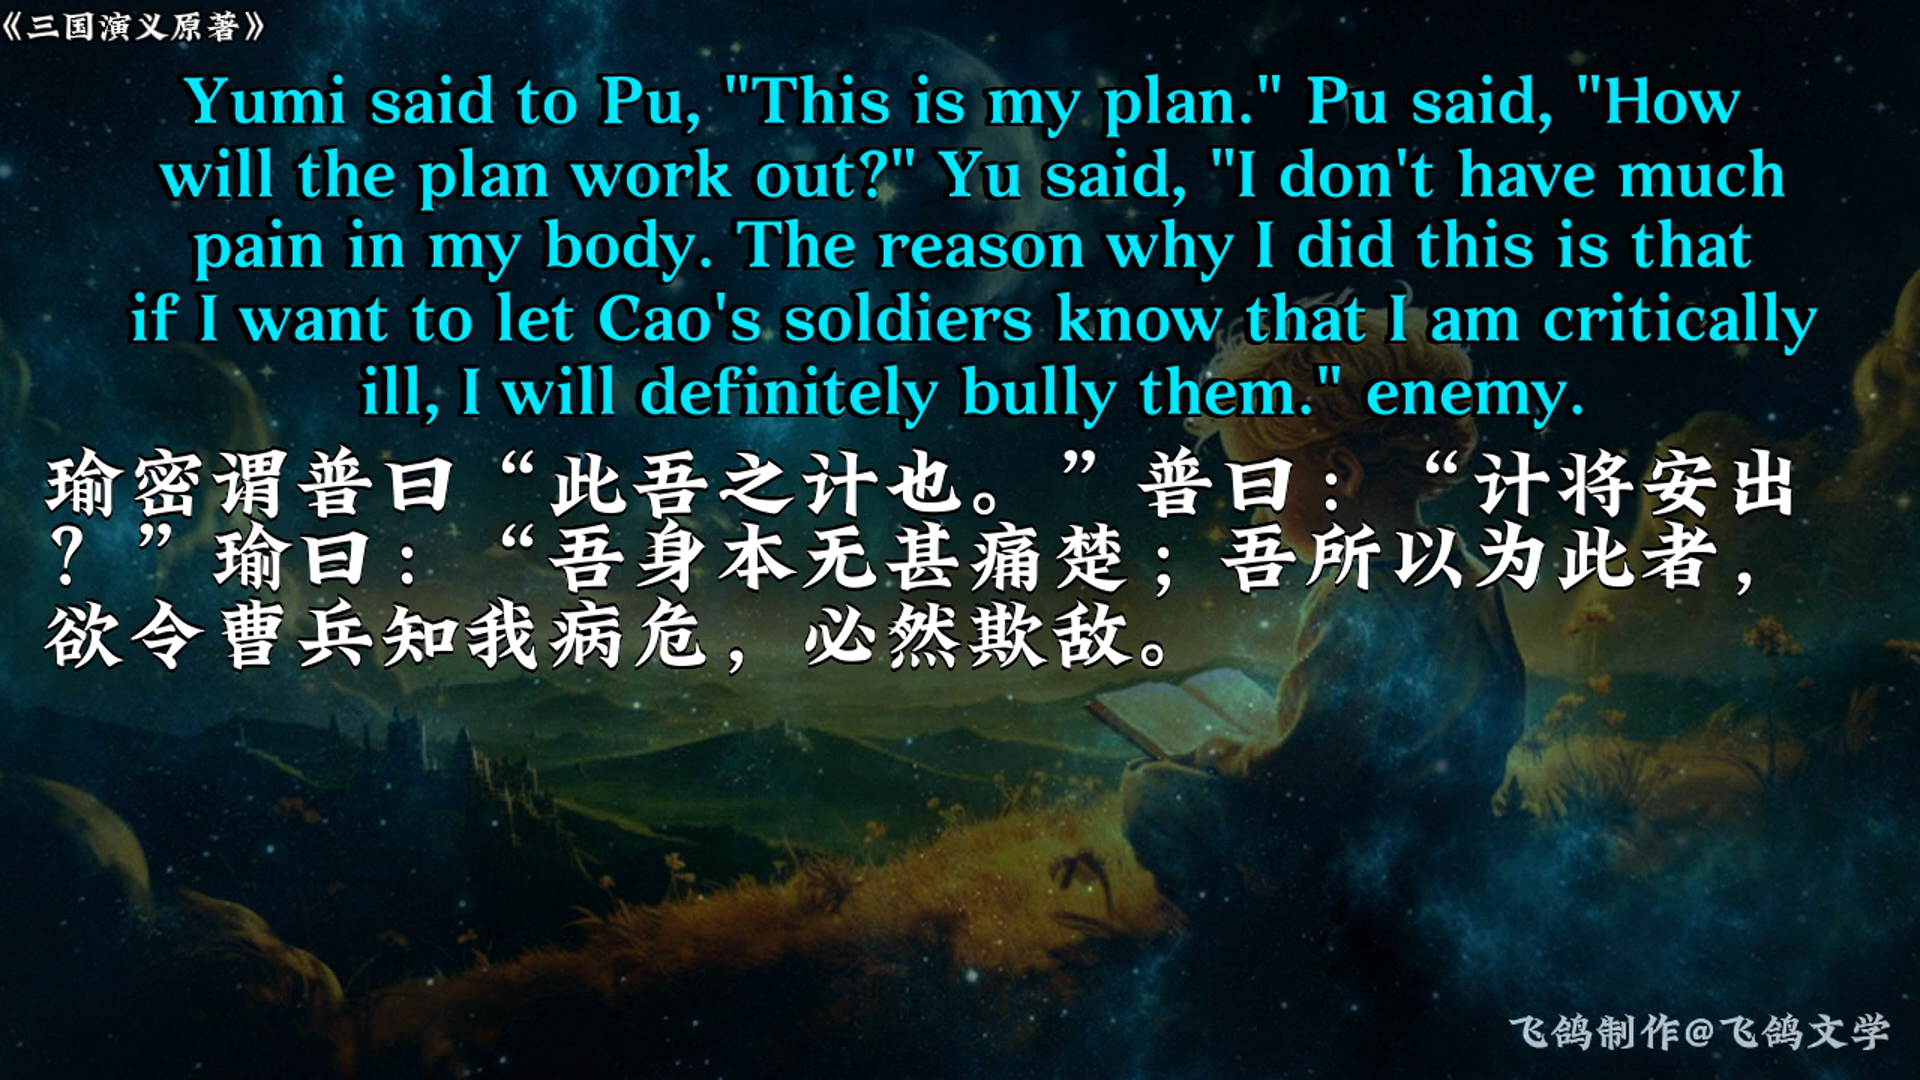 《三国演义原著》
Yumi said to Pu, "This is my plan." Pu said, "How
will the plan work out?" Yu said, "I don't have much
pain in my body. The reason why I did this is that
if I want to let Cao's soldiers know that I am critically
ill, I will definitely bully them." enemy.
瑜密谓普曰“此吾之计也。”普曰：“计将安出
？”瑜曰：“吾身本无甚痛楚；吾所以为此者，
欲令曹兵知我病危，必然欺敌。
飞鸽制作@飞鸽文学